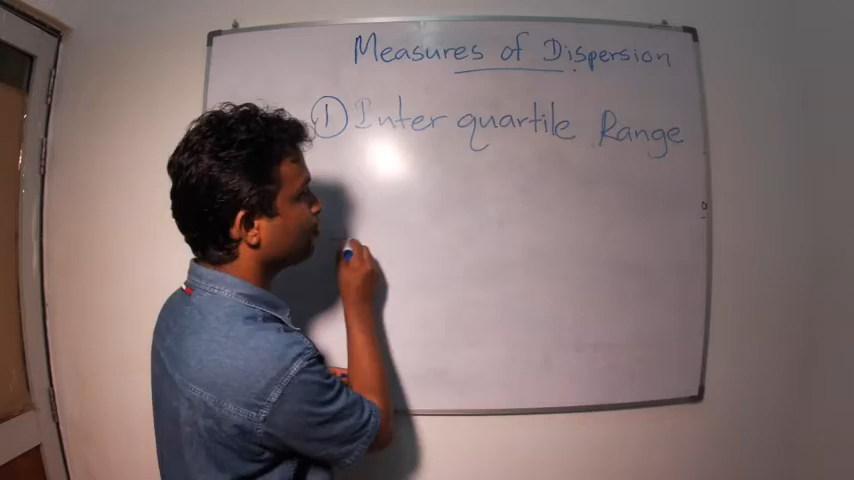 Measures of Dispersion
1 Inter quartile Range